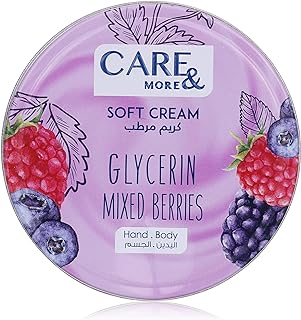 CARE &
MORE
SOFT CREAM
كريم مرطب
GLYCERIN
MIXED BERRIES
Hand . Body
اليدين . الجسم